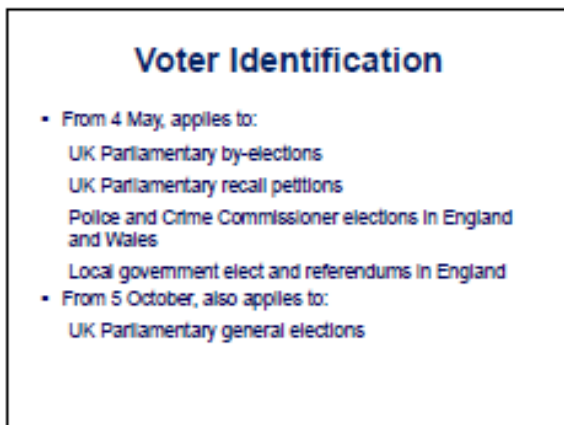 Voter Identification
▪ From 4 May, applies to:
UK Parliamentary by-elections
UK Parliamentary recall petitions
Police and Crime Commissioner elections in England
and Wales
Local government elect and referendums in England
▪ From 5 October, also applies to:
UK Parliamentary general elections